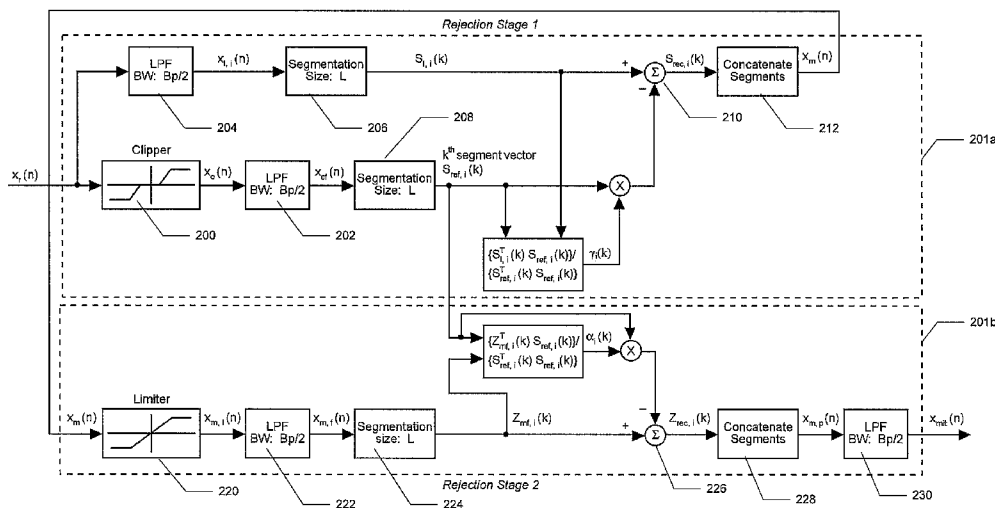 Rejection Stage 1
LPF
BW: Bp/2
204
x_{l, i}(n)
Segmentation
Size: L
206
208
S_{l, i}(k)
+
−
Σ
210
S_{rec, i}(k)
Concatenate
Segments
212
x_m(n)
201a
x_r(n)
Clipper
200
x_c(n)
LPF
BW: Bp/2
202
x_{cf}(n)
Segmentation
Size: L
k^{th} segment vector
S_{ref, i}(k)
X
{S^T_{l, i}(k) S_{ref, i}(k)}/
{S^T_{ref, i}(k) S_{ref, i}(k)}
γ_i(k)
201b
{Z^T_{mf, i}(k) S_{ref, i}(k)}/
{S^T_{ref, i}(k) S_{ref, i}(k)}
α_i(k)
X
x_m(n)
Limiter
220
x_{m, l}(n)
LPF
BW: Bp/2
222
x_{m, f}(n)
Segmentation
size: L
224
Z_{mf, i}(k)
+
−
Σ
226
Z_{rec, i}(k)
Concatenate
Segments
228
x_{m, p}(n)
LPF
BW: Bp/2
230
x_{mit}(n)
Rejection Stage 2